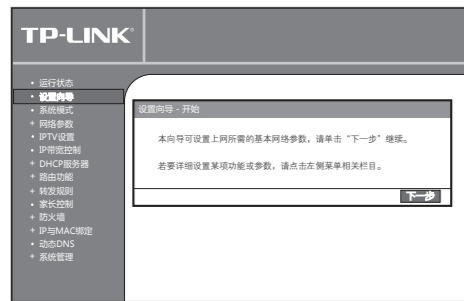 TP-LINK®
• 运行状态
• 设置向导
• 系统模式
+ 网络参数
• IPTV设置
• IP带宽控制
+ DHCP服务器
+ 路由功能
+ 转发规则
• 家长控制
+ 防火墙
+ IP与MAC绑定
• 动态DNS
+ 系统管理
设置向导 - 开始
本向导可设置上网所需的基本网络参数，请单击“下一步”继续。
若要详细设置某项功能或参数，请点击左侧菜单相关栏目。
下一步